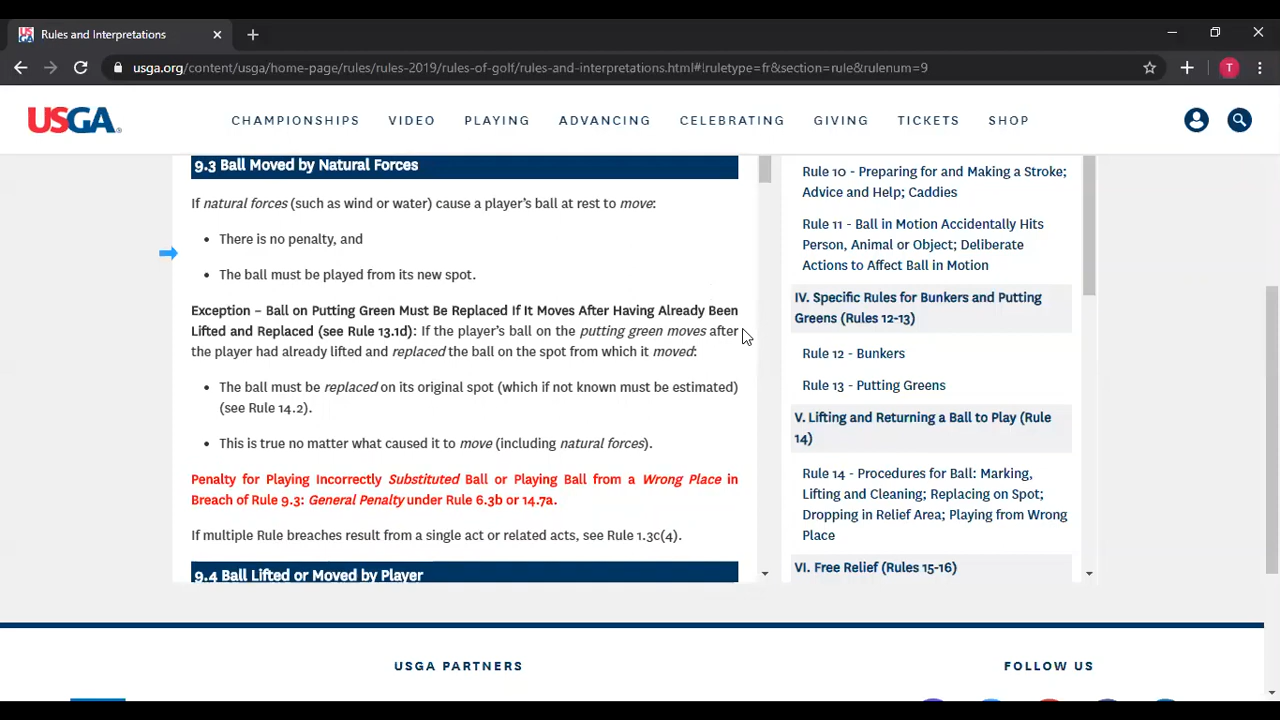 Rules and Interpretations
usga.org/content/usga/home-page/rules/rules-2019/rules-of-golf/rules-and-interpretations.html#!ruletype=fr&section=rule&rulenum=9
T
USGA
CHAMPIONSHIPS VIDEO PLAYING ADVANCING CELEBRATING GIVING TICKETS SHOP
9.3 Ball Moved by Natural Forces
If natural forces (such as wind or water) cause a player's ball at rest to move:
• There is no penalty, and
• The ball must be played from its new spot.
Exception – Ball on Putting Green Must Be Replaced If It Moves After Having Already Been
Lifted and Replaced (see Rule 13.1d): If the player's ball on the putting green moves after
the player had already lifted and replaced the ball on the spot from which it moved:
• The ball must be replaced on its original spot (which if not known must be estimated)
(see Rule 14.2).
• This is true no matter what caused it to move (including natural forces).
Penalty for Playing Incorrectly Substituted Ball or Playing Ball from a Wrong Place in
Breach of Rule 9.3: General Penalty under Rule 6.3b or 14.7a.
If multiple Rule breaches result from a single act or related acts, see Rule 1.3c(4).
9.4 Ball Lifted or Moved by Player
Rule 10 - Preparing for and Making a Stroke;
Advice and Help; Caddies
Rule 11 - Ball in Motion Accidentally Hits
Person, Animal or Object; Deliberate
Actions to Affect Ball in Motion
IV. Specific Rules for Bunkers and Putting
Greens (Rules 12-13)
Rule 12 - Bunkers
Rule 13 - Putting Greens
V. Lifting and Returning a Ball to Play (Rule
14)
Rule 14 - Procedures for Ball: Marking,
Lifting and Cleaning; Replacing on Spot;
Dropping in Relief Area; Playing from Wrong
Place
VI. Free Relief (Rules 15-16)
USGA PARTNERS
FOLLOW US